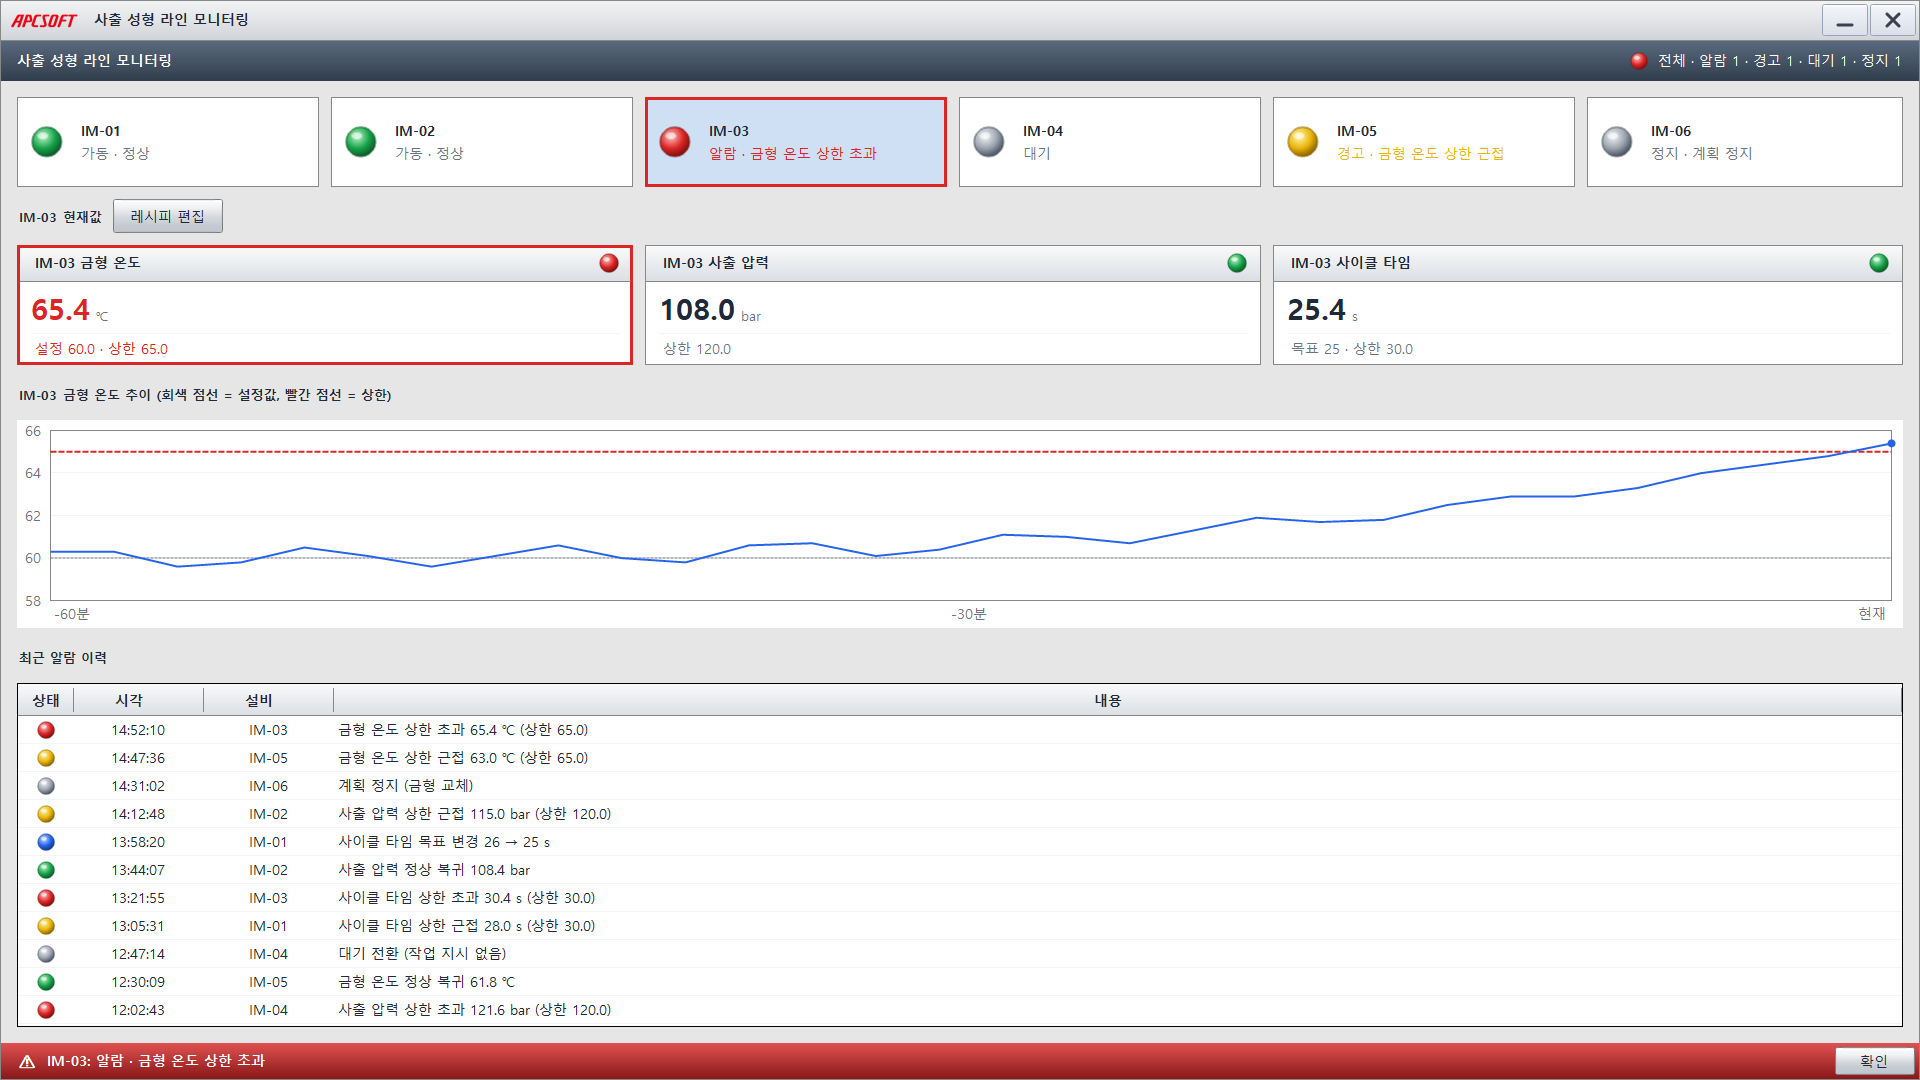 APCSOFT 사출 성형 라인 모니터링
사출 성형 라인 모니터링
전체 · 알람 1 · 경고 1 · 대기 1 · 정지 1
IM-01
가동 · 정상
IM-02
가동 · 정상
IM-03
알람 · 금형 온도 상한 초과
IM-04
대기
IM-05
경고 · 금형 온도 상한 근접
IM-06
정지 · 계획 정지
IM-03 현재값
레시피 편집
IM-03 금형 온도
65.4 ℃
설정 60.0 · 상한 65.0
IM-03 사출 압력
108.0 bar
상한 120.0
IM-03 사이클 타임
25.4 s
목표 25 · 상한 30.0
IM-03 금형 온도 추이 (회색 점선 = 설정값, 빨간 점선 = 상한)
66
64
62
60
58
-60분
-30분
현재
최근 알람 이력
상태 시각 설비 내용
14:52:10 IM-03 금형 온도 상한 초과 65.4 ℃ (상한 65.0)
14:47:36 IM-05 금형 온도 상한 근접 63.0 ℃ (상한 65.0)
14:31:02 IM-06 계획 정지 (금형 교체)
14:12:48 IM-02 사출 압력 상한 근접 115.0 bar (상한 120.0)
13:58:20 IM-01 사이클 타임 목표 변경 26 → 25 s
13:44:07 IM-02 사출 압력 정상 복귀 108.4 bar
13:21:55 IM-03 사이클 타임 상한 초과 30.4 s (상한 30.0)
13:05:31 IM-01 사이클 타임 상한 근접 28.0 s (상한 30.0)
12:47:14 IM-04 대기 전환 (작업 지시 없음)
12:30:09 IM-05 금형 온도 정상 복귀 61.8 ℃
12:02:43 IM-04 사출 압력 상한 초과 121.6 bar (상한 120.0)
IM-03: 알람 · 금형 온도 상한 초과
확인